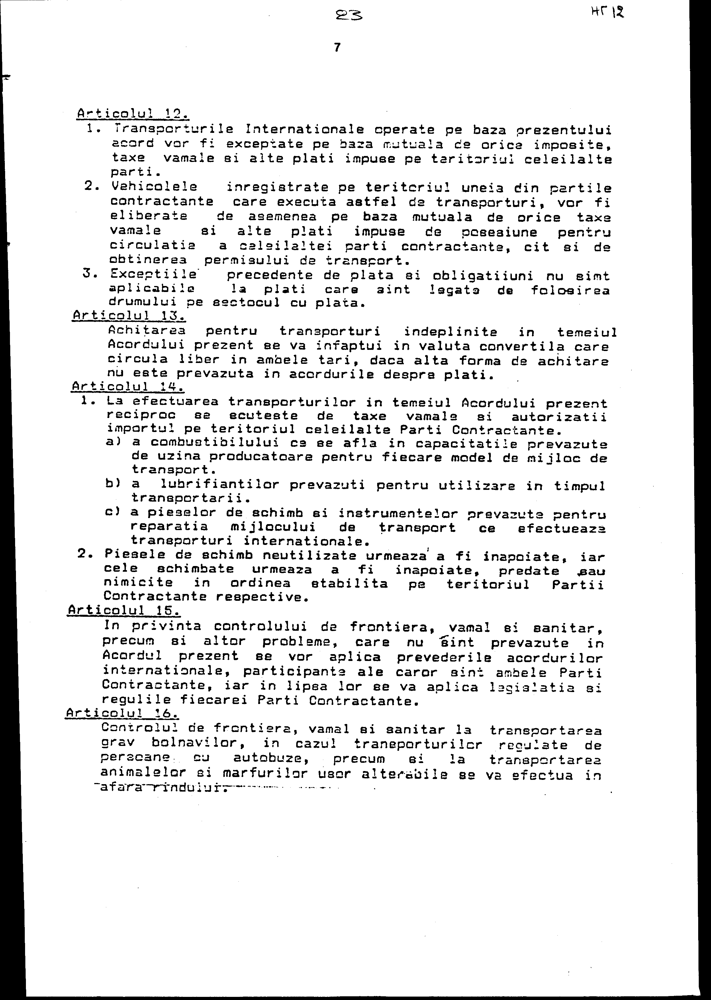 23
НГ 12
7
Articolul 12.
1. Transporturile Internationale operate pe baza prezentului
acord vor fi exceptate pe baza mutuala de orice imposite,
taxe vamale si alte plati impuse pe teritoriul celeilalte
parti.
2. Vehicolele inregistrate pe teritoriul uneia din partile
contractante care executa astfel de transporturi, vor fi
eliberate de asemenea pe baza mutuala de orice taxe
vamale si alte plati impuse de posesiune pentru
circulatie a celeilaltei parti contractante, cit si de
obtinerea permisului de transport.
3. Exceptiile precedente de plata si obligatiiuni nu simt
aplicabile la plati care sint legate de folosirea
drumului pe sectocul cu plata.
Articolul 13.
Achitarea pentru transporturi indeplinite in temeiul
Acordului prezent se va infaptui in valuta convertila care
circula liber in ambele tari, daca alta forma de achitare
nu este prevazuta in acordurile despre plati.
Articolul 14.
1. La efectuarea transporturilor in temeiul Acordului prezent
reciproc se scuteste de taxe vamale si autorizatii
importul pe teritoriul celeilalte Parti Contractante.
a) a combustibilului ce se afla in capacitatile prevazute
de uzina producatoare pentru fiecare model de mijloc de
transport.
b) a lubrifiantilor prevazuti pentru utilizare in timpul
transportarii.
c) a pieselor de schimb si instrumentelor prevazute pentru
reparatia mijlocului de transport ce efectueaza
transporturi internationale.
2. Piesele de schimb neutilizate urmeaza a fi inapoiate, iar
cele schimbate urmeaza a fi inapoiate, predate sau
nimicite in ordinea stabilita pe teritoriul Partii
Contractante respective.
Articolul 15.
In privinta controlului de frontiera, vamal si sanitar,
precum si altor probleme, care nu sint prevazute in
Acordul prezent se vor aplica prevederile acordurilor
internationale, participante ale caror sint ambele Parti
Contractante, iar in lipsa lor se va aplica legislatia si
regulile fiecarei Parti Contractante.
Articolul 16.
Controlul de frontiera, vamal si sanitar la transportarea
grav bolnavilor, in cazul transporturilor regulate de
persoane cu autobuze, precum si la transportarea
animalelor si marfurilor usor alterabile se va efectua in
afara rindului.